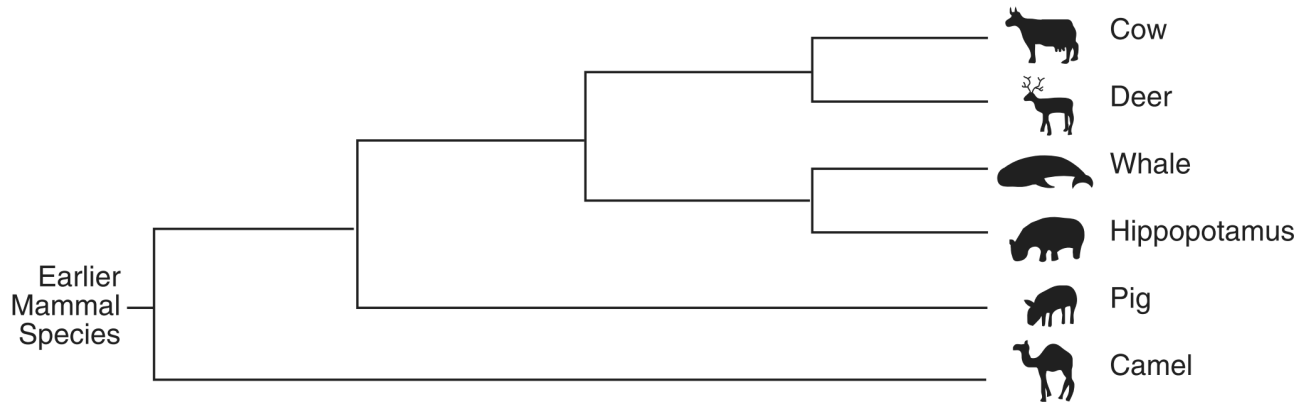 Cow
Deer
Whale
Hippopotamus
Earlier
Mammal
Species
Pig
Camel